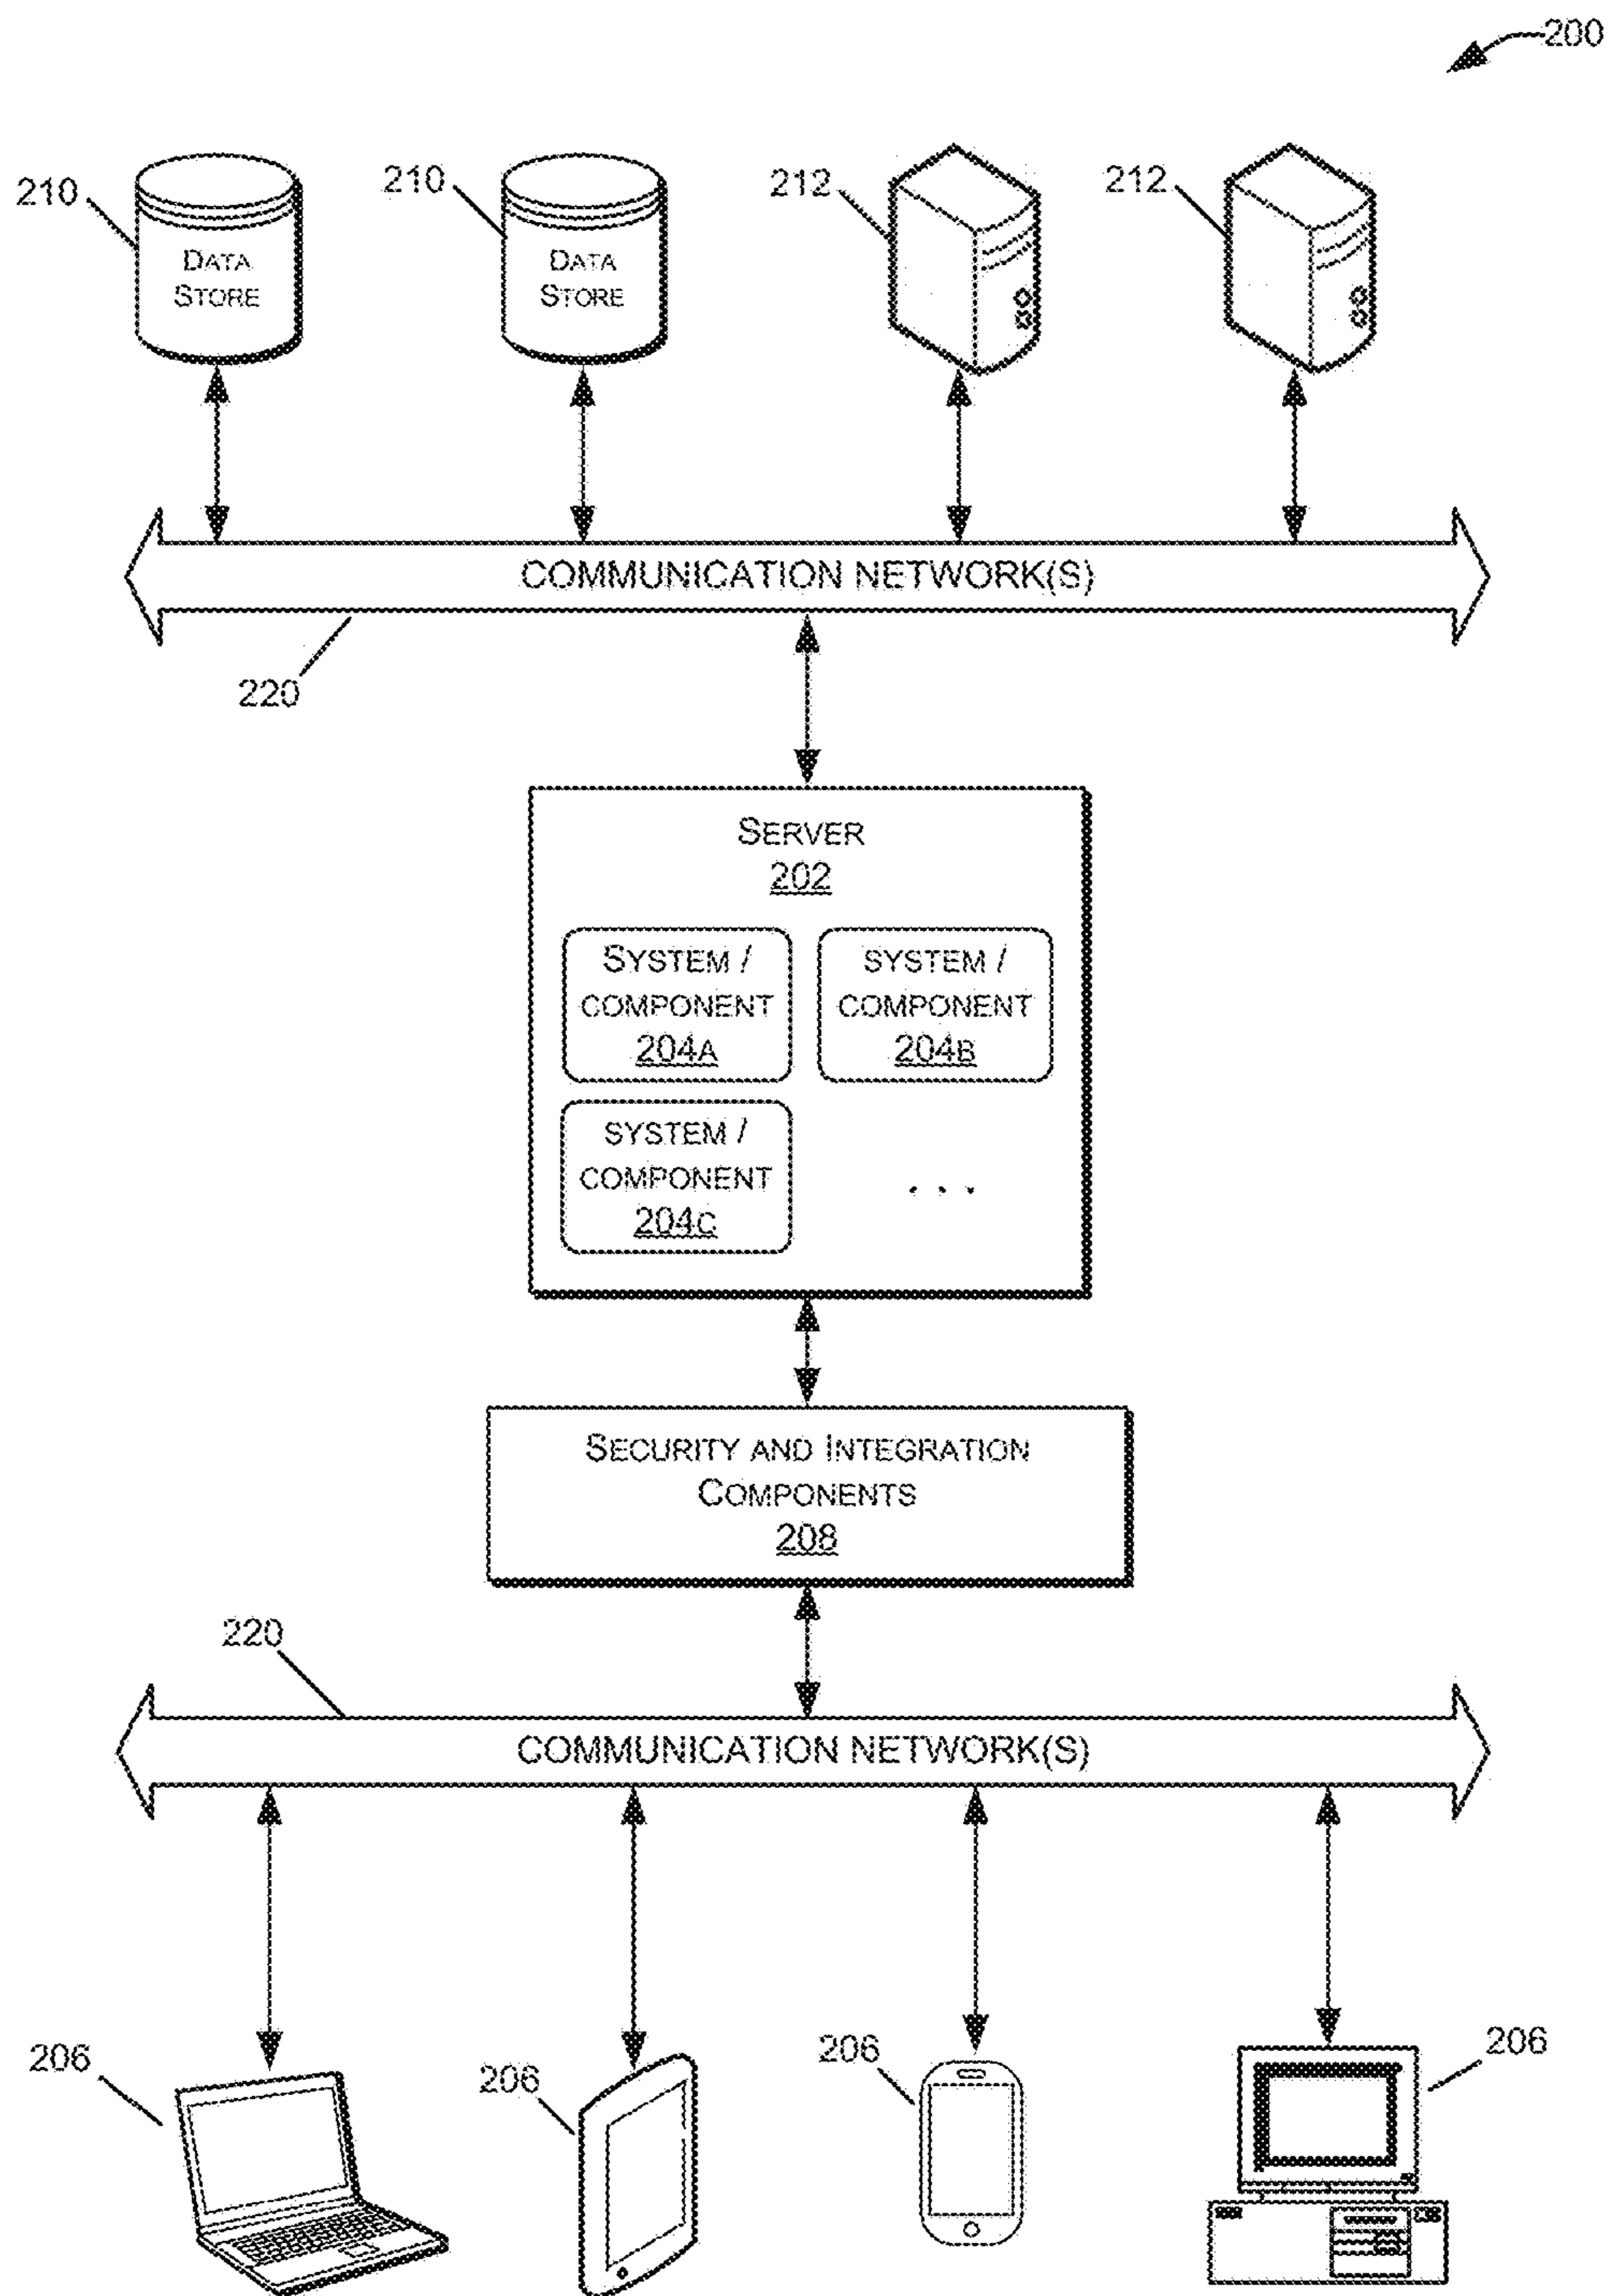 200
210
210
212
212
DATA
STORE
DATA
STORE
COMMUNICATION NETWORK(S)
220
SERVER
202
SYSTEM /
COMPONENT
204A
SYSTEM /
COMPONENT
204B
SYSTEM /
COMPONENT
204C
. . .
SECURITY AND INTEGRATION
COMPONENTS
208
220
COMMUNICATION NETWORK(S)
206
206
206
206